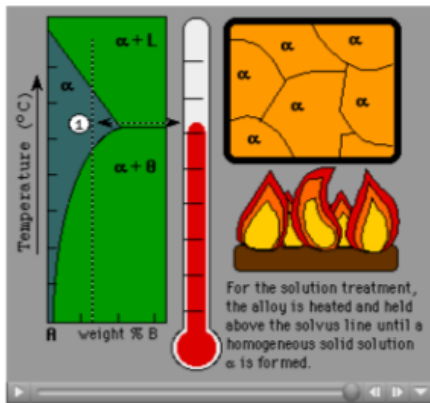 α + L
α
1
α + B
Temperature (°C)
A weight % B
α
α
α
α
α
α
α
For the solution treatment,
the alloy is heated and held
above the solvus line until a
homogeneous solid solution
α is formed.